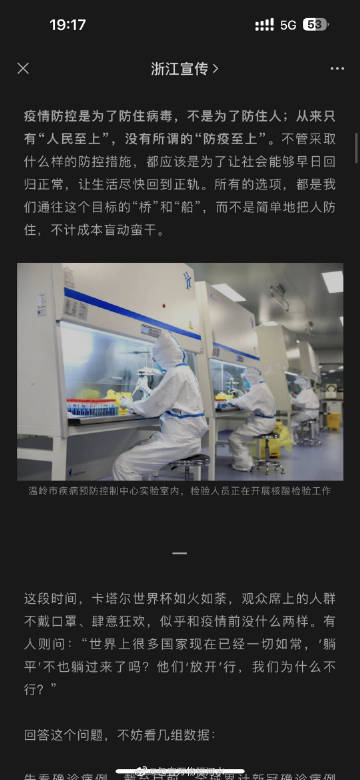 19:17
5G
53
浙江宣传
疫情防控是为了防住病毒，不是为了防住人；从来只
有“人民至上”，没有所谓的“防疫至上”。不管采取
什么样的防控措施，都应该是为了让社会能够早日回
归正常，让生活尽快回到正轨。所有的选项，都是我
们通往这个目标的“桥”和“船”，而不是简单地把人防
住，不计成本盲动蛮干。
温岭市疾病预防控制中心实验室内，检验人员正在开展核酸检验工作
一
这段时间，卡塔尔世界杯如火如荼，观众席上的人群
不戴口罩、肆意狂欢，似乎和疫情前没什么两样。有
人则问：“世界上很多国家现在已经一切如常，‘躺
平’不也躺过来了吗？他们‘放开’行，我们为什么不
行？”
回答这个问题，不妨看几组数据：